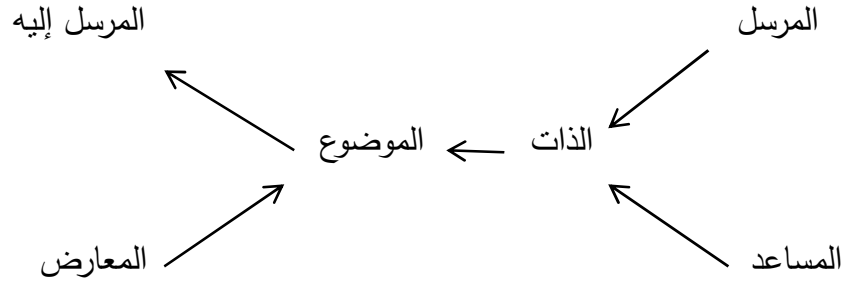 المرسل المرسل إليه
الذات الموضوع
المساعد المعارض